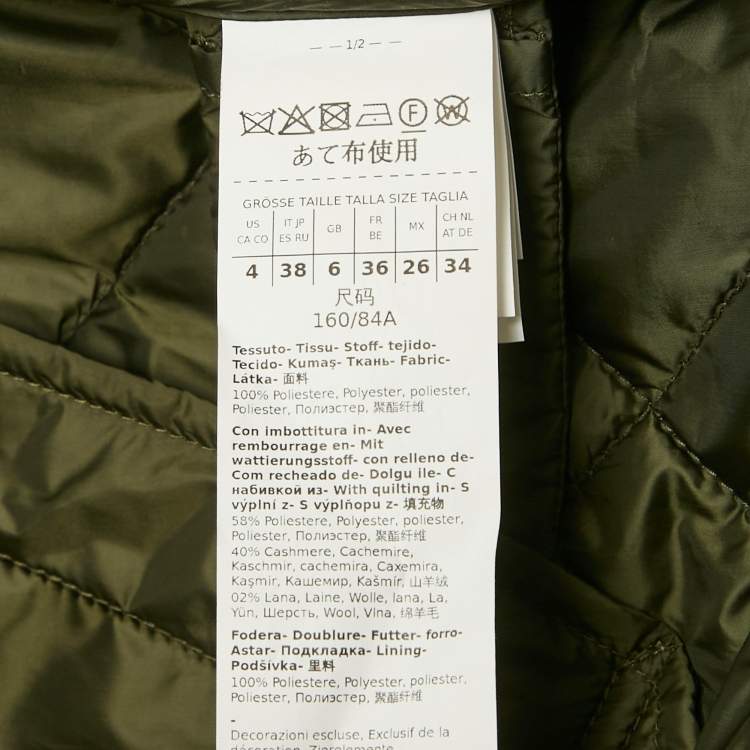 1/2
F
W
あて布使用
GRÖSSE TAILLE TALLA SIZE TAGLIA
US CA CO
IT JP ES RU
GB
FR BE
MX
CH NL AT DE
4 38 6 36 26 34
尺码
160/84A
Tessuto- Tissu- Stoff- tejido-
Tecido- Kumaş- Ткань- Fabric-
Látka- 面料
100% Poliestere, Polyester, poliester,
Poliester, Полиэстер, 聚酯纤维
Con imbottitura in- Avec
rembourrage en- Mit
wattierungsstoff- con relleno de-
Com recheado de- Dolgu ile- С
набивкой из- With quilting in- S
výplní z- S výplňopu z- 填充物
58% Poliestere, Polyester, poliester,
Poliester, Полиэстер, 聚酯纤维
40% Cashmere, Cachemire,
Kaschmir, cachemira, Caxemira,
Kaşmir, Кашемир, Kašmír, 山羊绒
02% Lana, Laine, Wolle, lana, La,
Yün, Шерсть, Wool, Vlna, 绵羊毛
Fodera- Doublure- Futter- forro-
Astar- Подкладка- Lining-
Podšívka- 里料
100% Poliestere, Polyester, poliester,
Poliester, Полиэстер, 聚酯纤维
-
Decorazioni escluse, Exclusif de la
décoration, Zierelemente